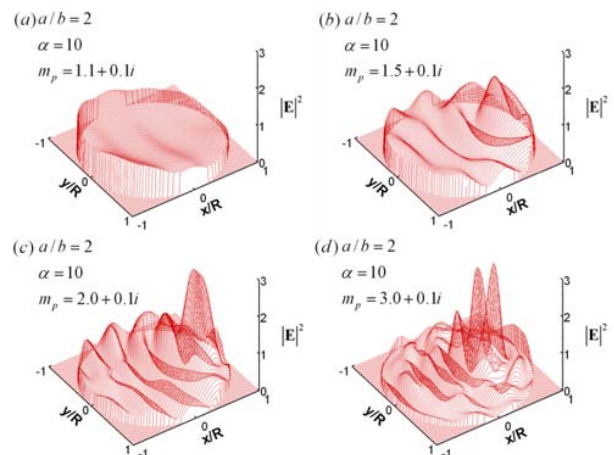 (a) a/b = 2
α = 10
m_p = 1.1 + 0.1i
3
2
1
0
|E|²
-1
0
1
y/R
-1
0
1
x/R
(b) a/b = 2
α = 10
m_p = 1.5 + 0.1i
3
2
1
0
|E|²
-1
0
1
y/R
-1
0
1
x/R
(c) a/b = 2
α = 10
m_p = 2.0 + 0.1i
3
2
1
0
|E|²
-1
0
1
y/R
-1
0
1
x/R
(d) a/b = 2
α = 10
m_p = 3.0 + 0.1i
3
2
1
0
|E|²
-1
0
1
y/R
-1
0
1
x/R